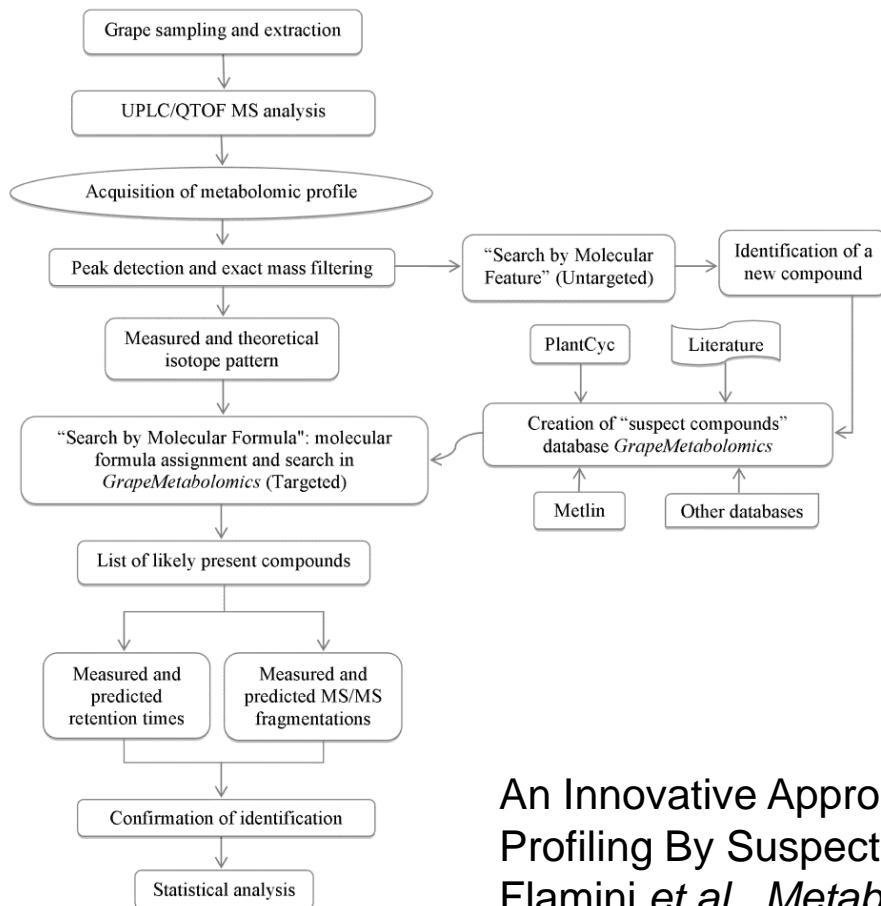 Grape sampling and extraction
UPLC/QTOF MS analysis
Acquisition of metabolomic profile
Peak detection and exact mass filtering
“Search by Molecular
Feature” (Untargeted)
Identification of a
new compound
Measured and theoretical
isotope pattern
PlantCyc
Literature
Creation of “suspect compounds”
database GrapeMetabolomics
Metlin
Other databases
“Search by Molecular Formula": molecular
formula assignment and search in
GrapeMetabolomics (Targeted)
List of likely present compounds
Measured and
predicted
retention times
Measured and
predicted MS/MS
fragmentations
Confirmation of identification
Statistical analysis
An Innovative Appro
Profiling By Suspect
Flamini et al., Metab